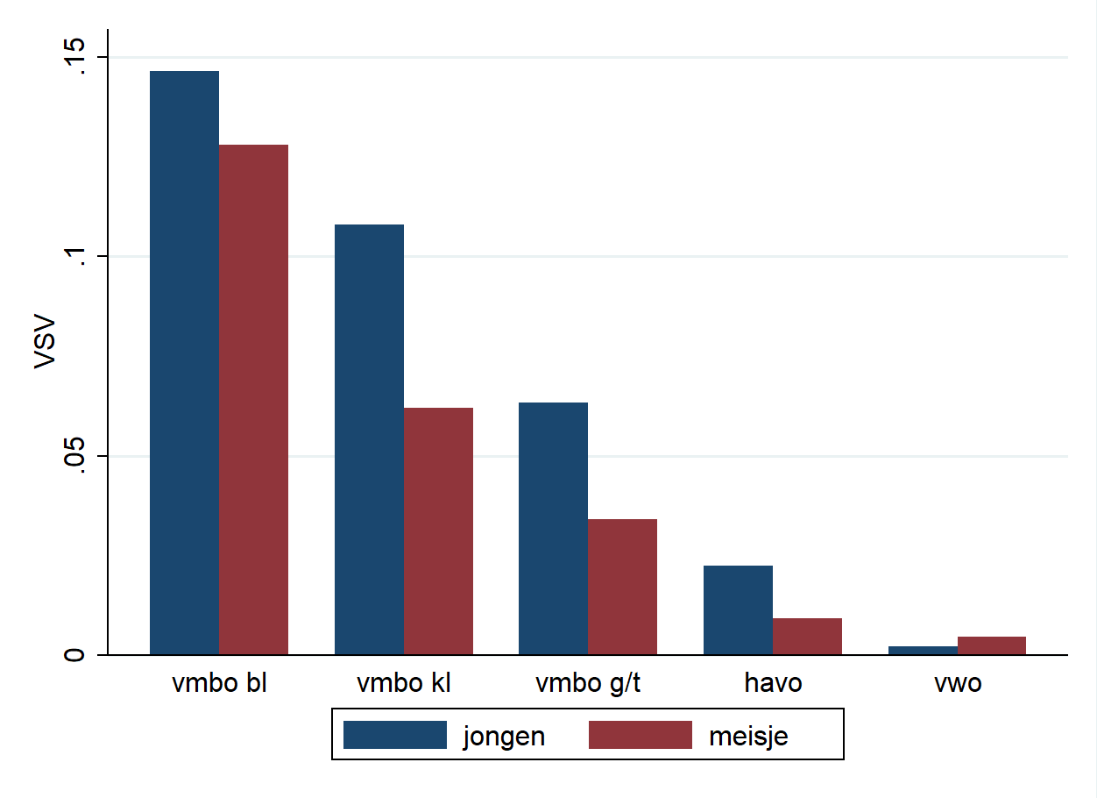 .15
.1
.05
0
VSV
vmbo bl
vmbo kl
vmbo g/t
havo
vwo
jongen
meisje